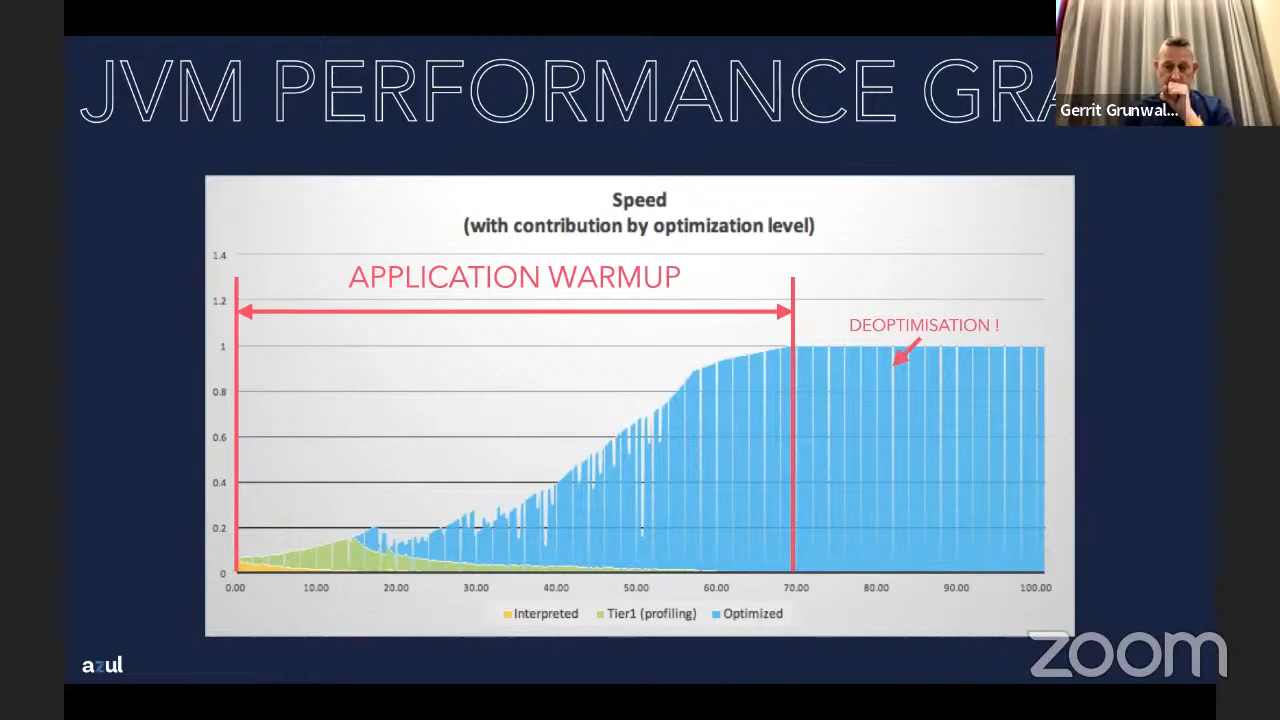 JVM PERFORMANCE GRA
Gerrit Grunwal...
Speed
(with contribution by optimization level)
1.4
APPLICATION WARMUP
1.2
DEOPTIMISATION !
1
0.8
0.6
0.4
0.2
0
0.00 10.00 20.00 30.00 40.00 50.00 60.00 70.00 80.00 90.00 100.00
Interpreted Tier1 (profiling) Optimized
azul
zoom